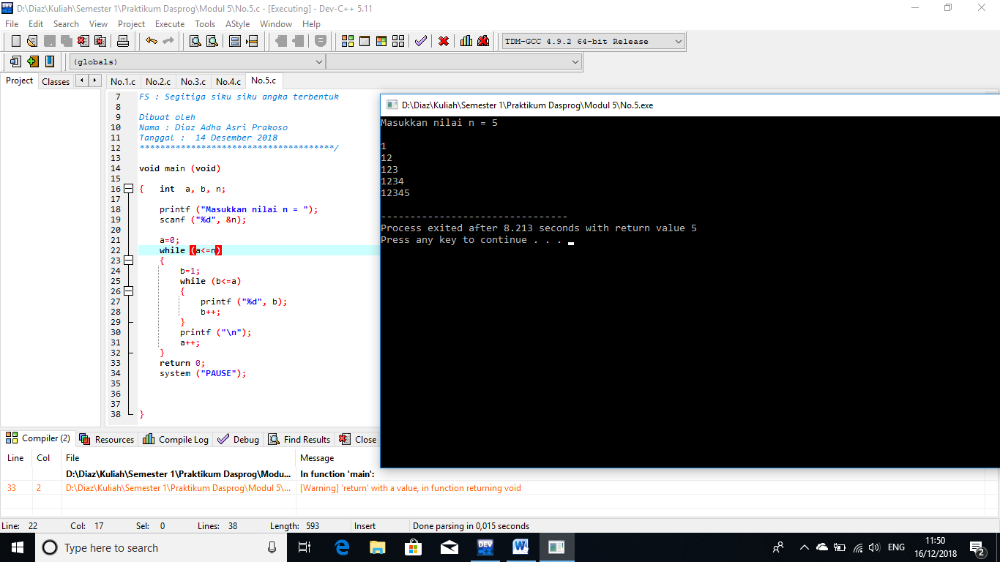 D:\Diaz\Kuliah\Semester 1\Praktikum Dasprog\Modul 5\No.5.c - [Executing] - Dev-C++ 5.11
File Edit Search View Project Execute Tools AStyle Window Help
TDM-GCC 4.9.2 64-bit Release
(globals)
Project Classes No.1.c No.2.c No.3.c No.4.c No.5.c
7 FS : Segitiga siku siku angka terbentuk
8
9 Dibuat oleh
10 Nama : Diaz Adha Asri Prakoso
11 Tanggal : 14 Desember 2018
12 **************************************/
13
14 void main (void)
15
16 { int a, b, n;
17
18 printf ("Masukkan nilai n = ");
19 scanf ("%d", &n);
20
21 a=0;
22 while (a<=n)
23 {
24 b=1;
25 while (b<=a)
26 {
27 printf ("%d", b);
28 b++;
29 }
30 printf ("\n");
31 a++;
32 }
33 return 0;
34 system ("PAUSE");
35
36
37
38 }
D:\Diaz\Kuliah\Semester 1\Praktikum Dasprog\Modul 5\No.5.exe
Masukkan nilai n = 5
1
12
123
1234
12345
--------------------------------
Process exited after 8.213 seconds with return value 5
Press any key to continue . . .
Compiler (2) Resources Compile Log Debug Find Results Close
Line Col File Message
D:\Diaz\Kuliah\Semester 1\Praktikum Dasprog\Modu... In function 'main':
33 2 D:\Diaz\Kuliah\Semester 1\Praktikum Dasprog\Modul 5\... [Warning] 'return' with a value, in function returning void
Line: 22 Col: 17 Sel: 0 Lines: 38 Length: 593 Insert Done parsing in 0,015 seconds
Type here to search
DEV
ENG
11:50
16/12/2018
2